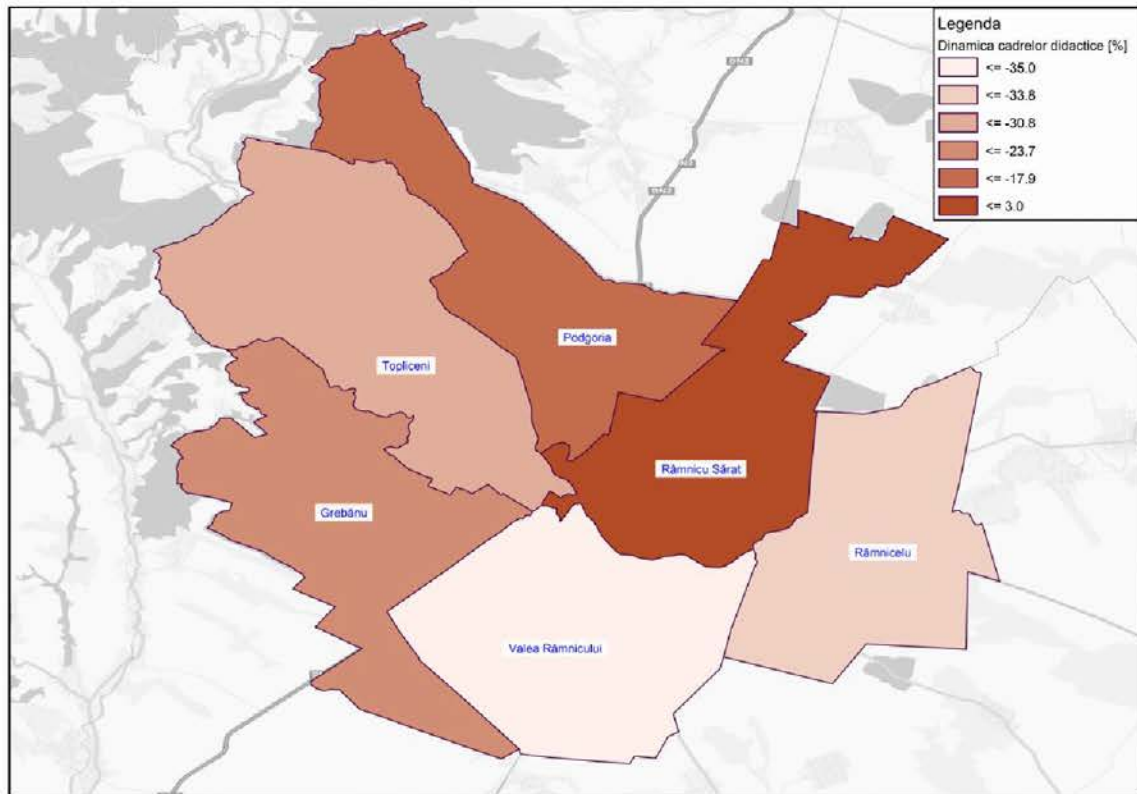 Legenda
Dinamica cadrelor didactice [%]
<= -35.0
<= -33.8
<= -30.8
<= -23.7
<= -17.9
<= 3.0
Podgoria
Topliceni
Râmnicu Sărat
Grebănu
Râmnicelu
Valea Râmnicului